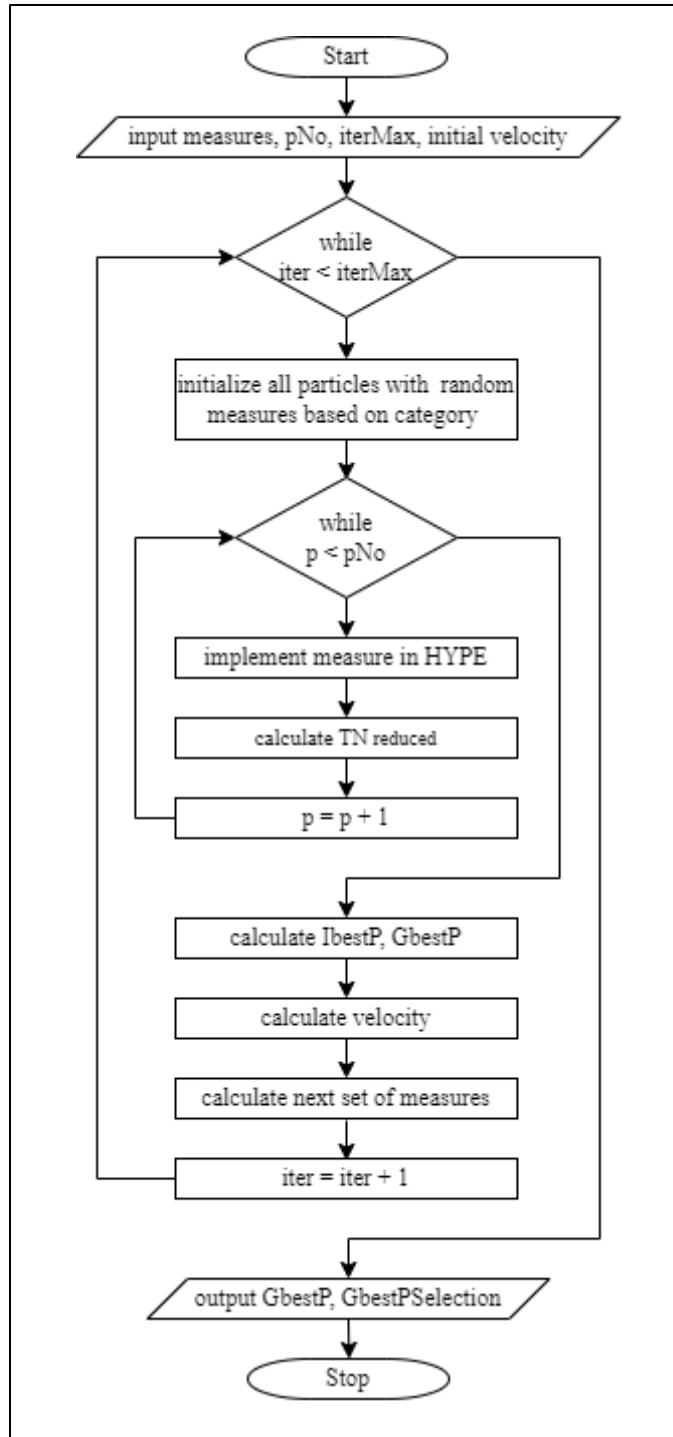 Start
input measures, pNo, iterMax, initial velocity
while
iter < iterMax
initialize all particles with random
measures based on category
while
p < pNo
implement measure in HYPE
calculate TN reduced
p = p + 1
calculate IbestP, GbestP
calculate velocity
calculate next set of measures
iter = iter + 1
output GbestP, GbestPSelection
Stop